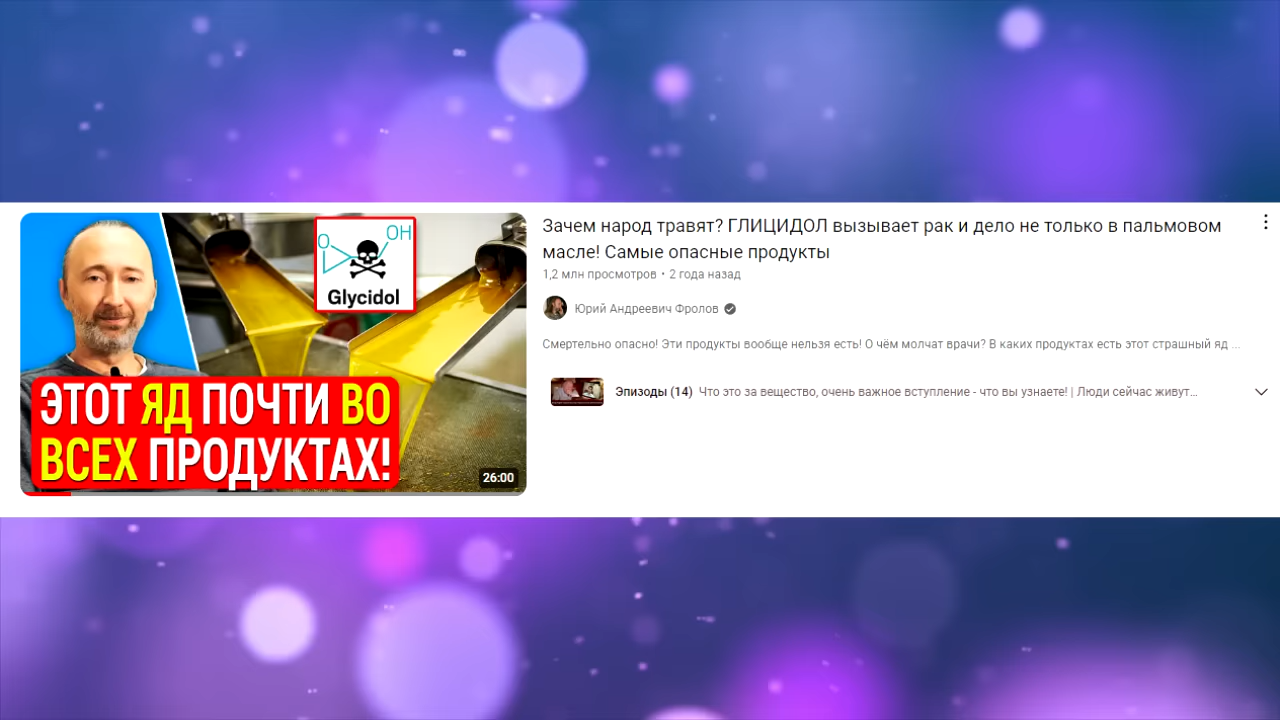 O
OH
Glycidol
ЭТОТ ЯД ПОЧТИ ВО
ВСЕХ ПРОДУКТАХ!
26:00
Зачем народ травят? ГЛИЦИДОЛ вызывает рак и дело не только в пальмовом
масле! Самые опасные продукты
1,2 млн просмотров • 2 года назад
Юрий Андреевич Фролов
Смертельно опасно! Эти продукты вообще нельзя есть! О чём молчат врачи? В каких продуктах есть этот страшный яд ...
Эпизоды (14) Что это за вещество, очень важное вступление - что вы узнаете! | Люди сейчас живут...